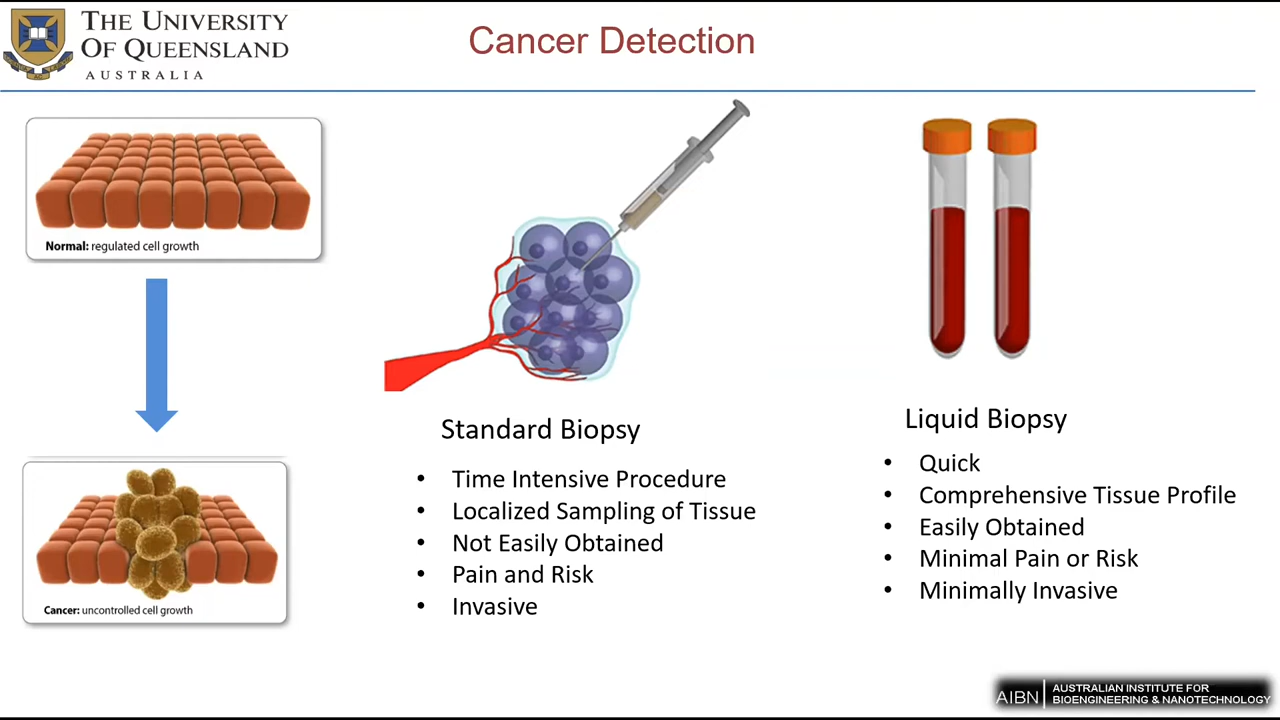 THE UNIVERSITY
OF QUEENSLAND
AUSTRALIA
Cancer Detection
Normal: regulated cell growth
Cancer: uncontrolled cell growth
Standard Biopsy
• Time Intensive Procedure
• Localized Sampling of Tissue
• Not Easily Obtained
• Pain and Risk
• Invasive
Liquid Biopsy
• Quick
• Comprehensive Tissue Profile
• Easily Obtained
• Minimal Pain or Risk
• Minimally Invasive
AIBN
AUSTRALIAN INSTITUTE FOR
BIOENGINEERING & NANOTECHNOLOGY